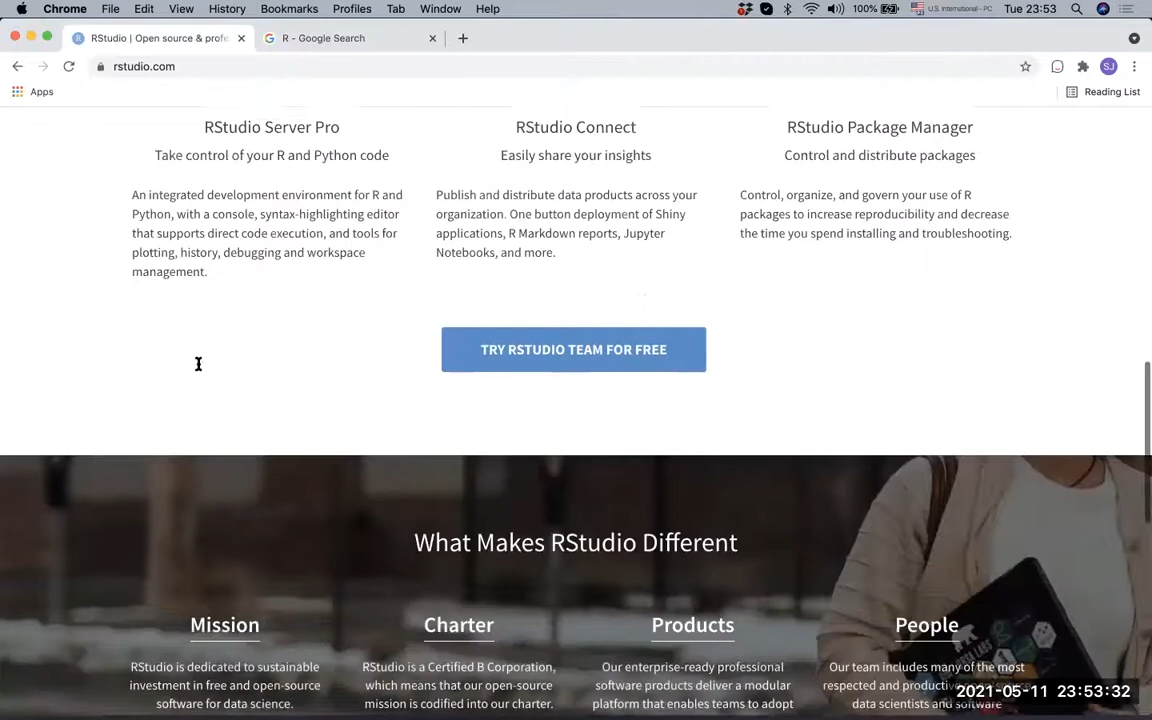 Chrome File Edit View History Bookmarks Profiles Tab Window Help 100% U.S. International - PC Tue 23:53
RStudio | Open source & profe R - Google Search
rstudio.com SJ
Apps Reading List
RStudio Server Pro RStudio Connect RStudio Package Manager
Take control of your R and Python code Easily share your insights Control and distribute packages
An integrated development environment for R and
Python, with a console, syntax-highlighting editor
that supports direct code execution, and tools for
plotting, history, debugging and workspace
management.
Publish and distribute data products across your
organization. One button deployment of Shiny
applications, R Markdown reports, Jupyter
Notebooks, and more.
Control, organize, and govern your use of R
packages to increase reproducibility and decrease
the time you spend installing and troubleshooting.
TRY RSTUDIO TEAM FOR FREE
What Makes RStudio Different
Mission Charter Products People
RStudio is dedicated to sustainable
investment in free and open-source
software for data science.
RStudio is a Certified B Corporation,
which means that our open-source
mission is codified into our charter.
Our enterprise-ready professional
software products deliver a modular
platform that enables teams to adopt
Our team includes many of the most
respected and productive
data scientists and software
2021-05-11 23:53:32